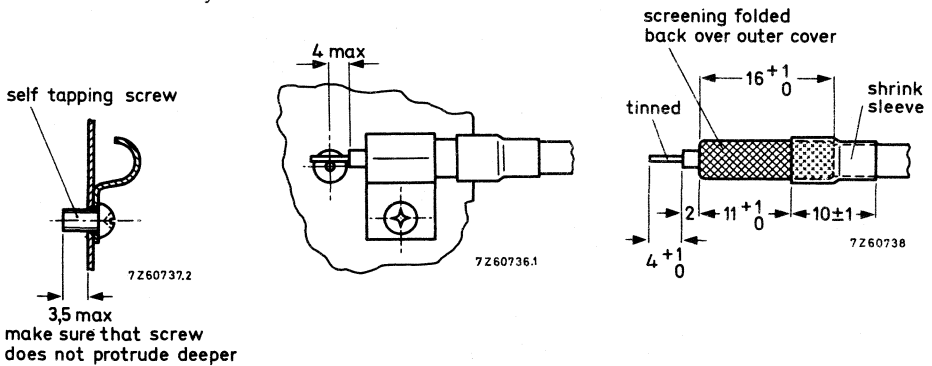 self tapping screw
7Z60737.2
3,5 max
make sure that screw
does not protrude deeper
4 max
7Z60736.1
screening folded
back over outer cover
16 +1 0
shrink
sleeve
tinned
2
11 +1 0
10±1
4 +1 0
7Z60738